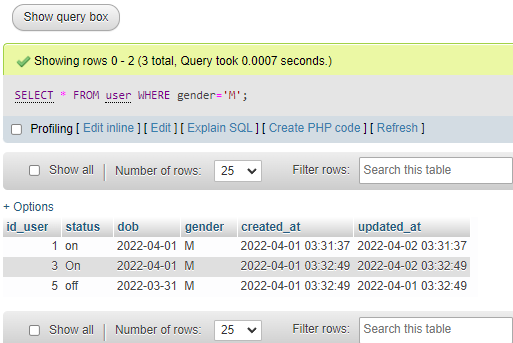 Show query box
Showing rows 0 - 2 (3 total, Query took 0.0007 seconds.)
SELECT * FROM user WHERE gender='M';
Profiling [ Edit inline ] [ Edit ] [ Explain SQL ] [ Create PHP code ] [ Refresh ]
Show all Number of rows: 25 Filter rows: Search this table
+ Options
id_user status dob gender created_at updated_at
1 on 2022-04-01 M 2022-04-01 03:31:37 2022-04-02 03:31:37
3 On 2022-04-01 M 2022-04-01 03:32:49 2022-04-02 03:32:49
5 off 2022-03-31 M 2022-04-01 03:32:49 2022-04-01 03:32:49
Show all Number of rows: 25 Filter rows: Search this table